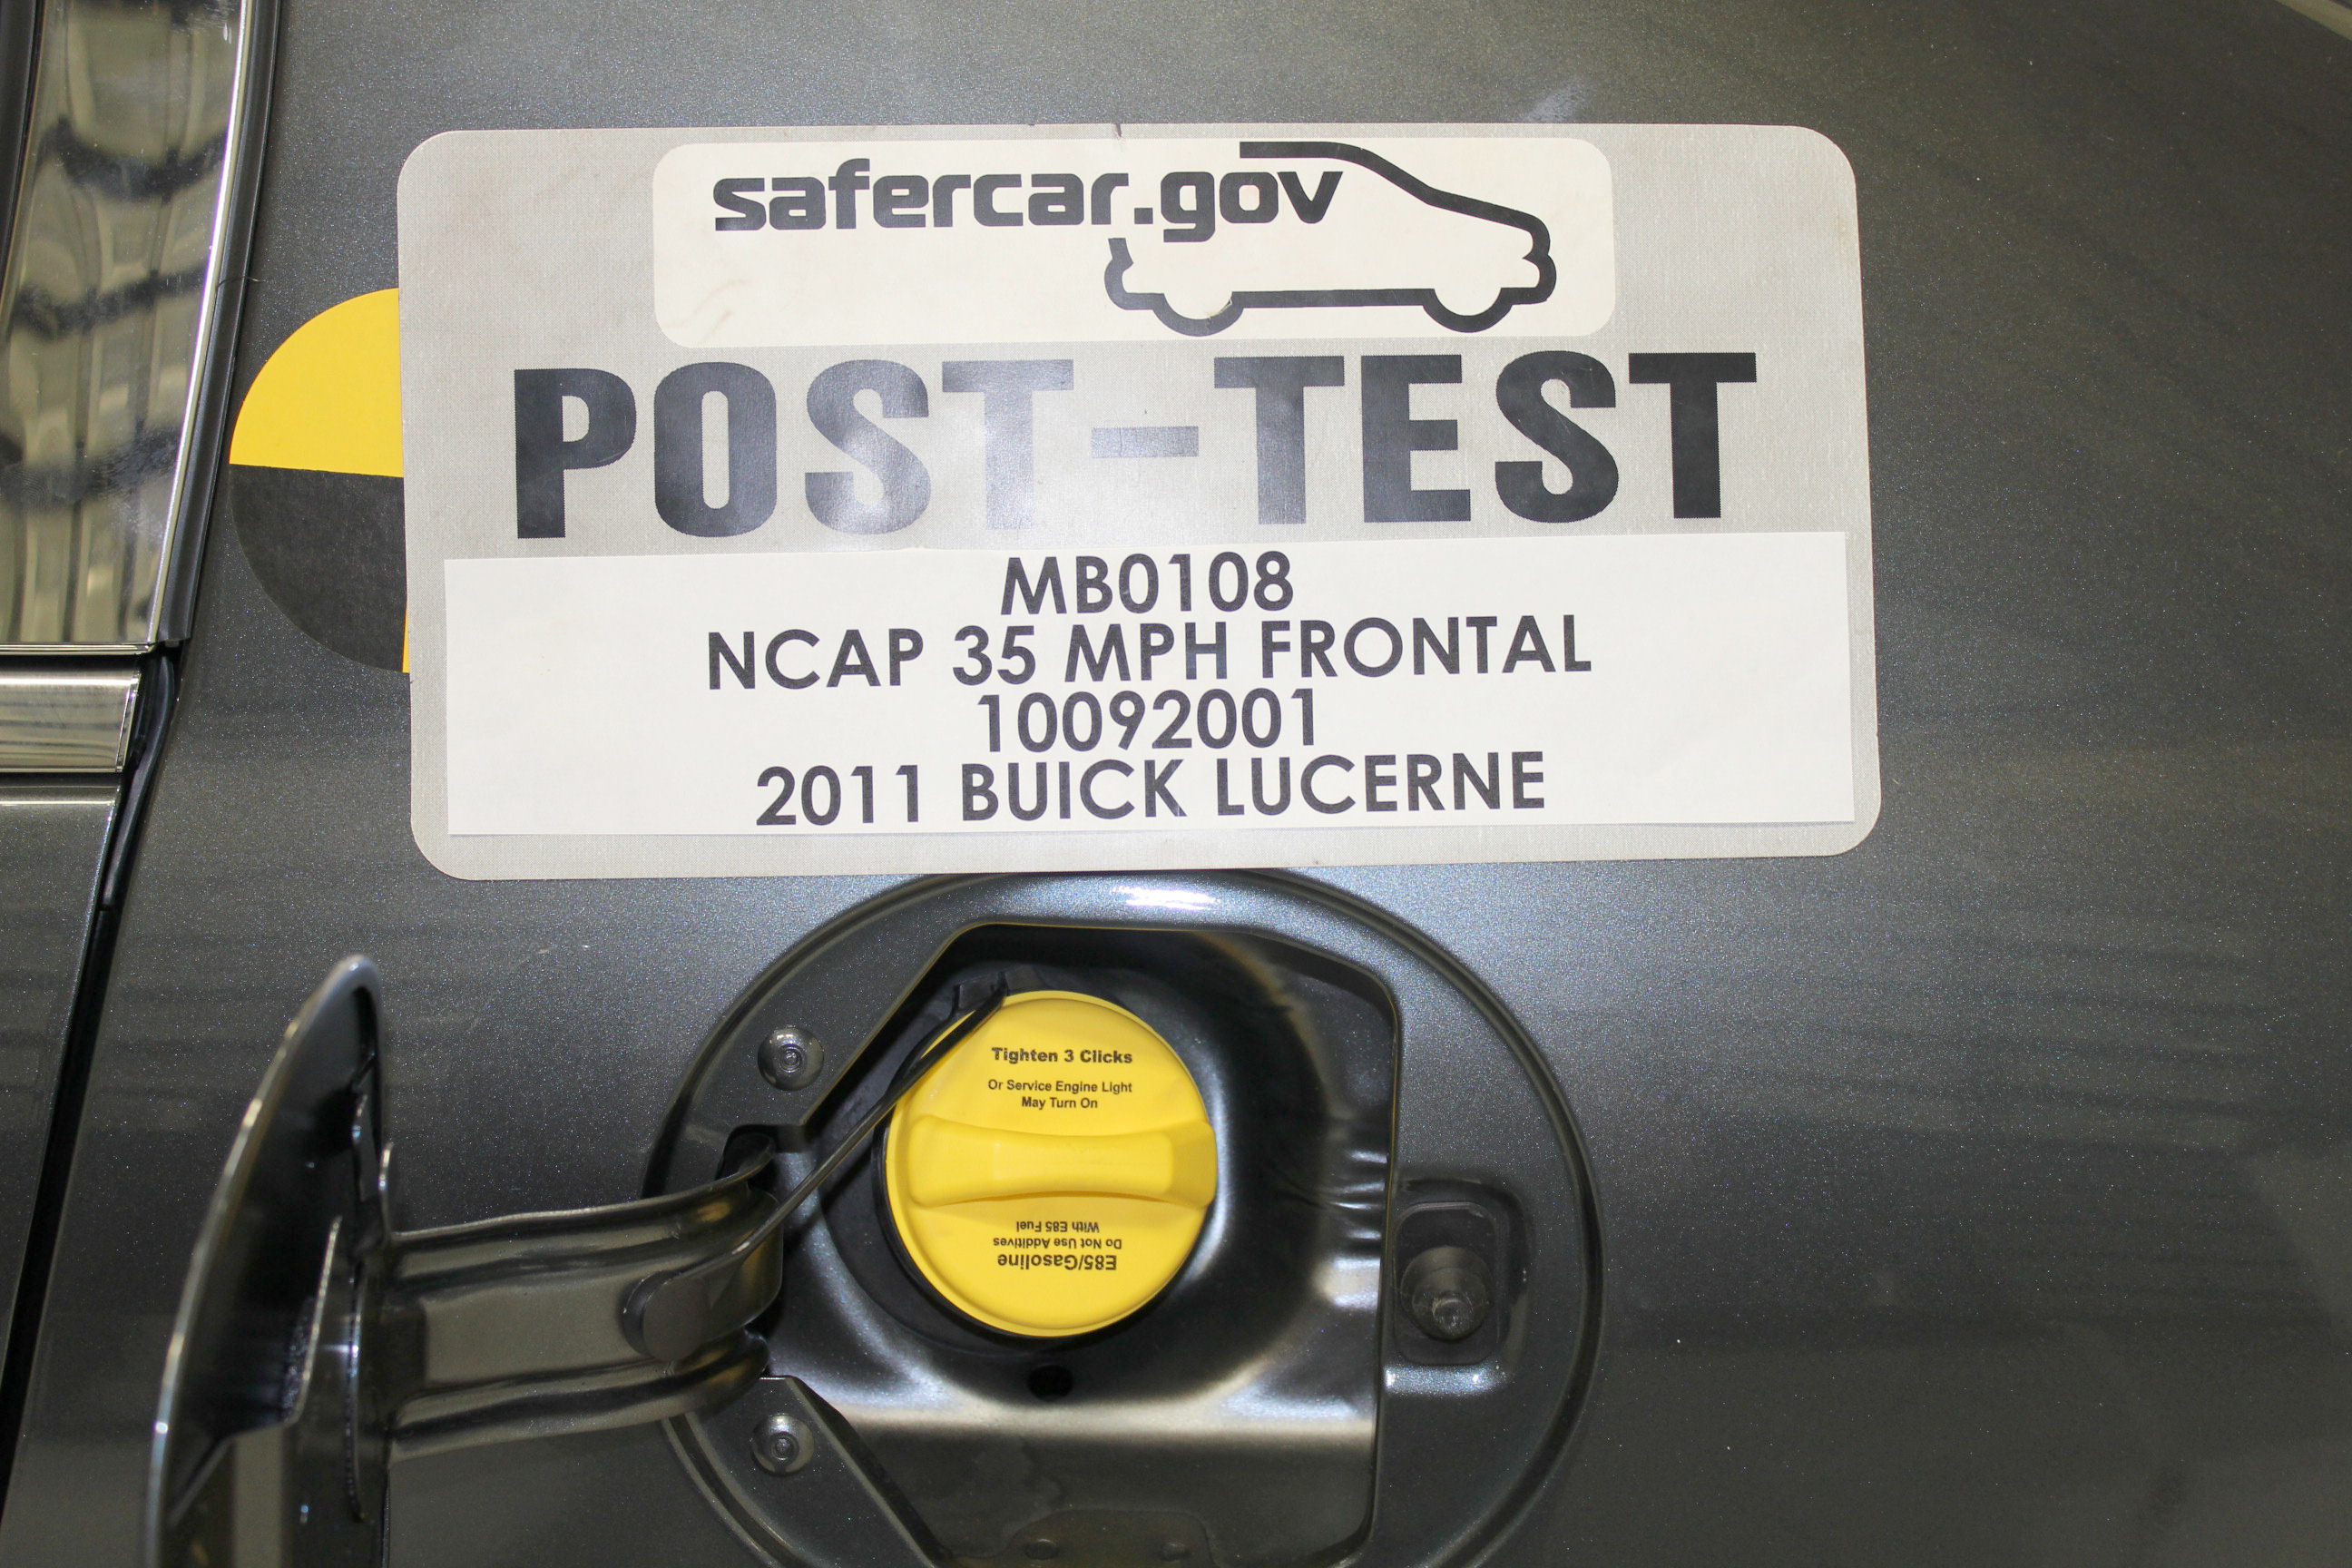 safercar.gov
POST-TEST
MB0108
NCAP 35 MPH FRONTAL
10092001
2011 BUICK LUCERNE
Tighten 3 Clicks
Or Service Engine Light
May Turn On
E85/Gasoline
Do Not Use Additives
With E85 Fuel